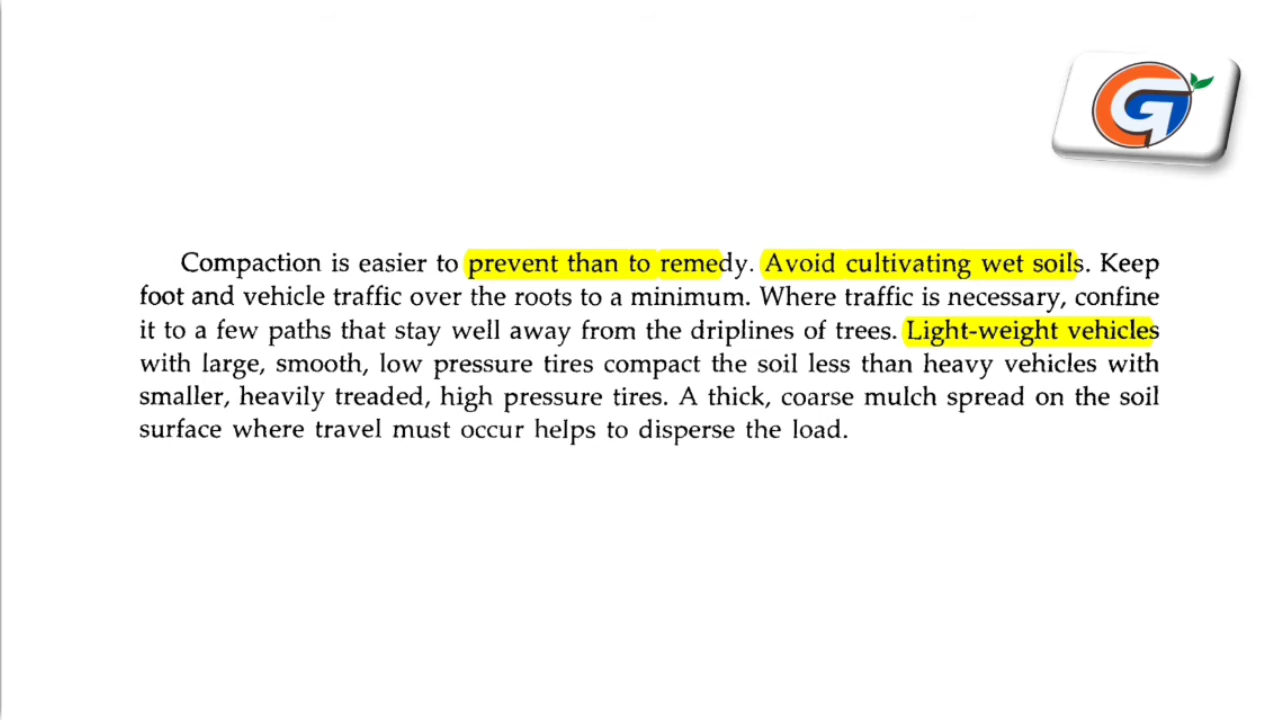 Compaction is easier to prevent than to remedy. Avoid cultivating wet soils. Keep
foot and vehicle traffic over the roots to a minimum. Where traffic is necessary, confine
it to a few paths that stay well away from the driplines of trees. Light-weight vehicles
with large, smooth, low pressure tires compact the soil less than heavy vehicles with
smaller, heavily treaded, high pressure tires. A thick, coarse mulch spread on the soil
surface where travel must occur helps to disperse the load.